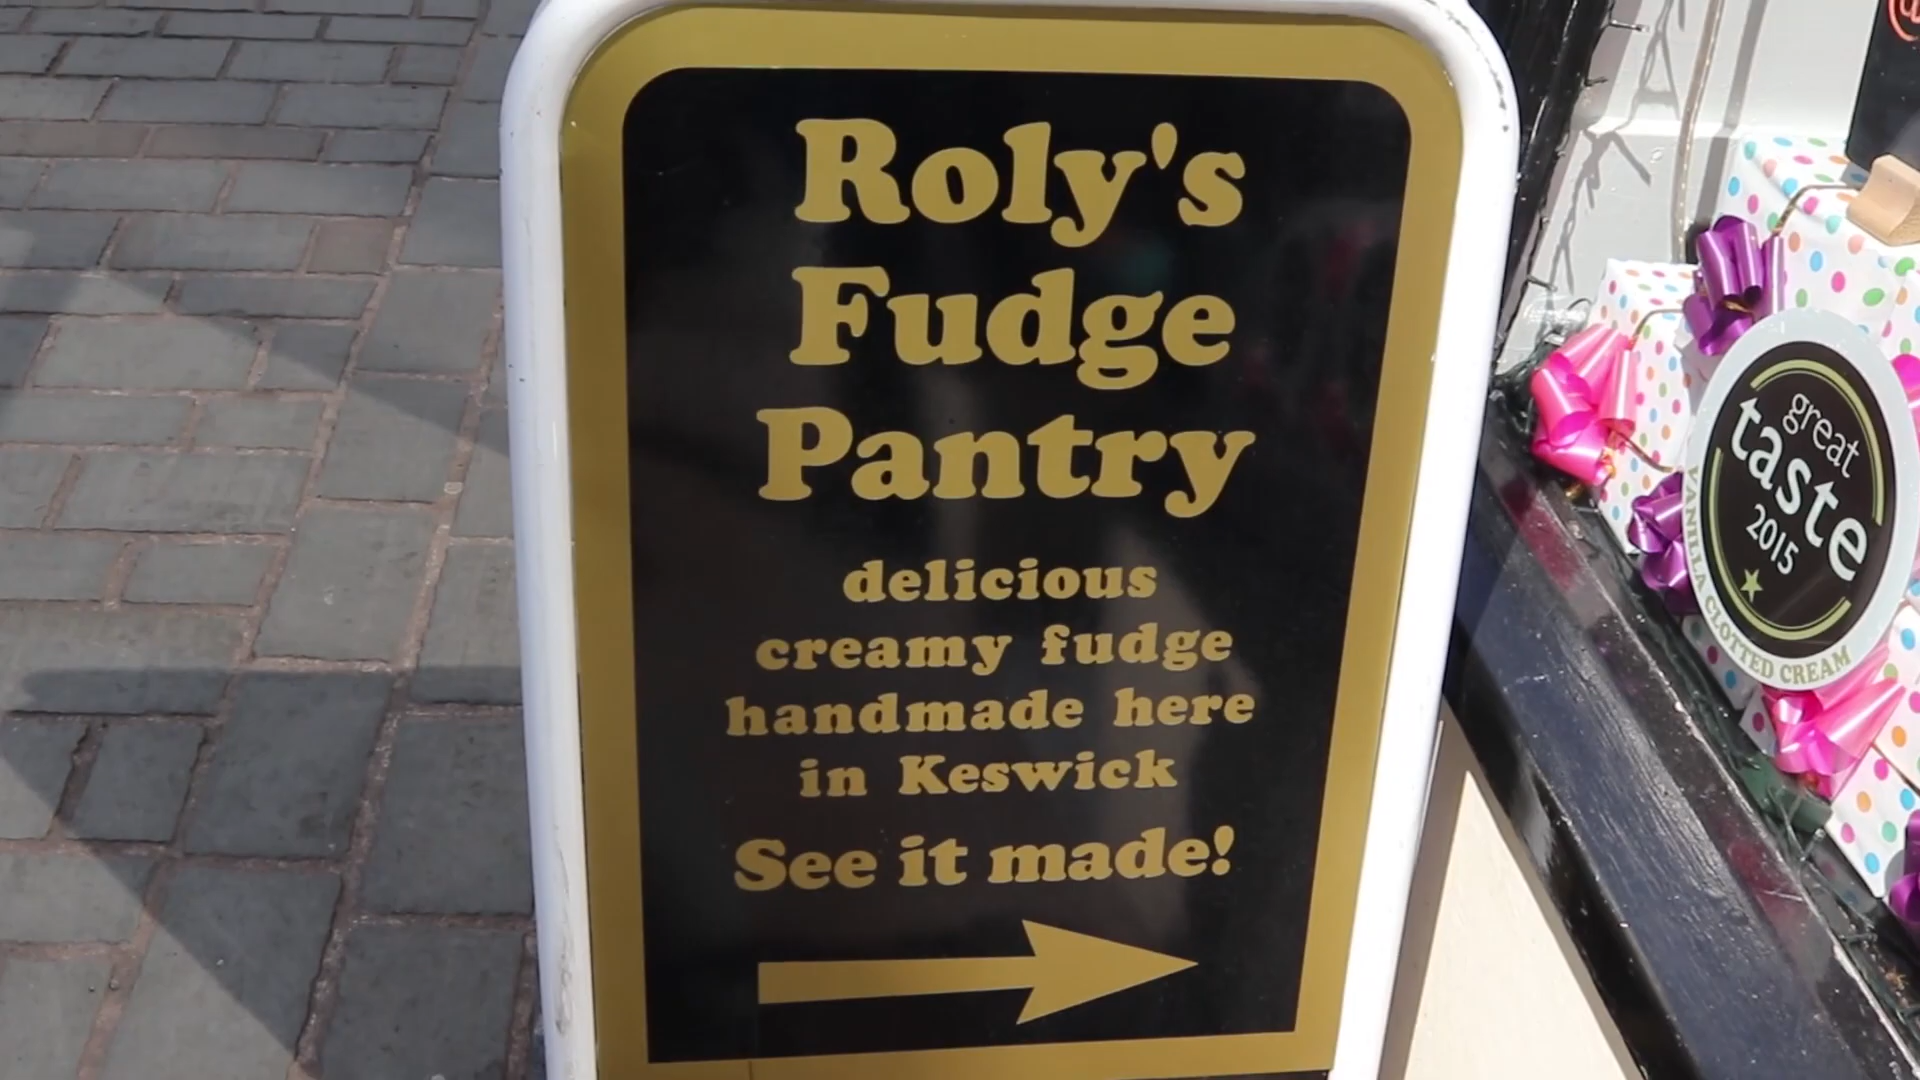 Roly's
Fudge
Pantry
delicious
creamy fudge
handmade here
in Keswick
See it made!
great
taste
2015
VANILLA CLOTTED CREAM